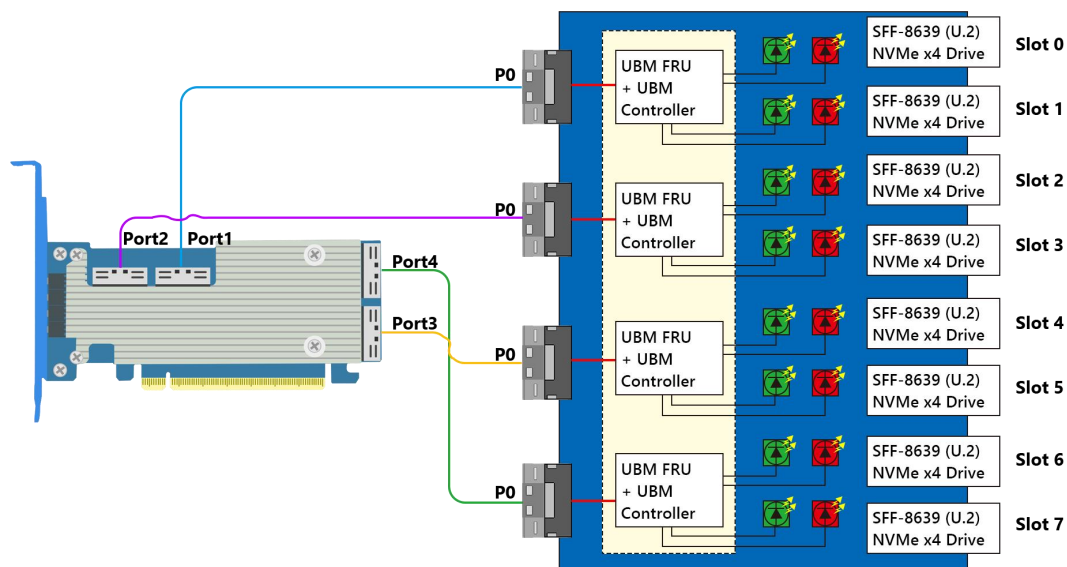 P0
UBM FRU
+ UBM
Controller
SFF-8639 (U.2)
NVMe x4 Drive
Slot 0
SFF-8639 (U.2)
NVMe x4 Drive
Slot 1
Port2
Port1
P0
UBM FRU
+ UBM
Controller
SFF-8639 (U.2)
NVMe x4 Drive
Slot 2
SFF-8639 (U.2)
NVMe x4 Drive
Slot 3
Port4
Port3
P0
UBM FRU
+ UBM
Controller
SFF-8639 (U.2)
NVMe x4 Drive
Slot 4
SFF-8639 (U.2)
NVMe x4 Drive
Slot 5
P0
UBM FRU
+ UBM
Controller
SFF-8639 (U.2)
NVMe x4 Drive
Slot 6
SFF-8639 (U.2)
NVMe x4 Drive
Slot 7